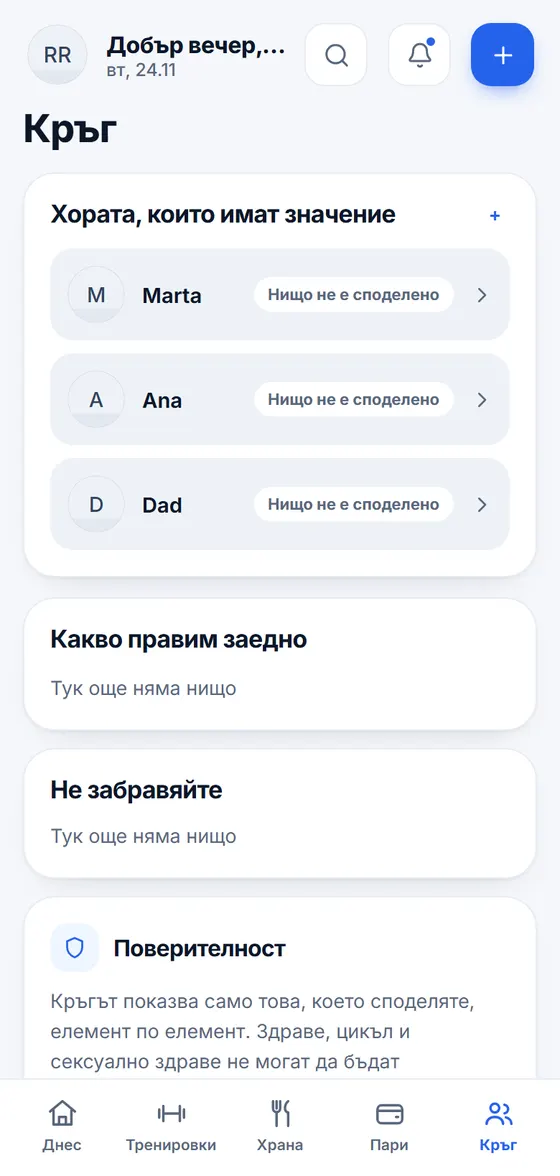 RR
Добър вечер,...
вт, 24.11
Кръг
Хората, които имат значение
+
M
Marta
Нищо не е споделено
A
Ana
Нищо не е споделено
D
Dad
Нищо не е споделено
Какво правим заедно
Тук още няма нищо
Не забравяйте
Тук още няма нищо
Поверителност
Кръгът показва само това, което споделяте,
елемент по елемент. Здраве, цикъл и
сексуално здраве не могат да бъдат
Днес
Тренировки
Храна
Пари
Кръг